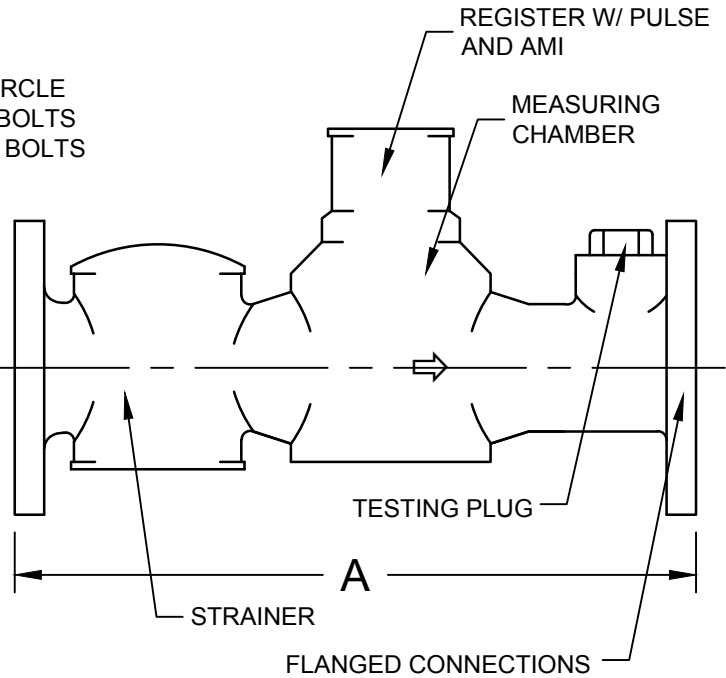 REGISTER W/ PULSE
AND AMI
RCLE
BOLTS
BOLTS
MEASURING
CHAMBER
TESTING PLUG
A
STRAINER
FLANGED CONNECTIONS